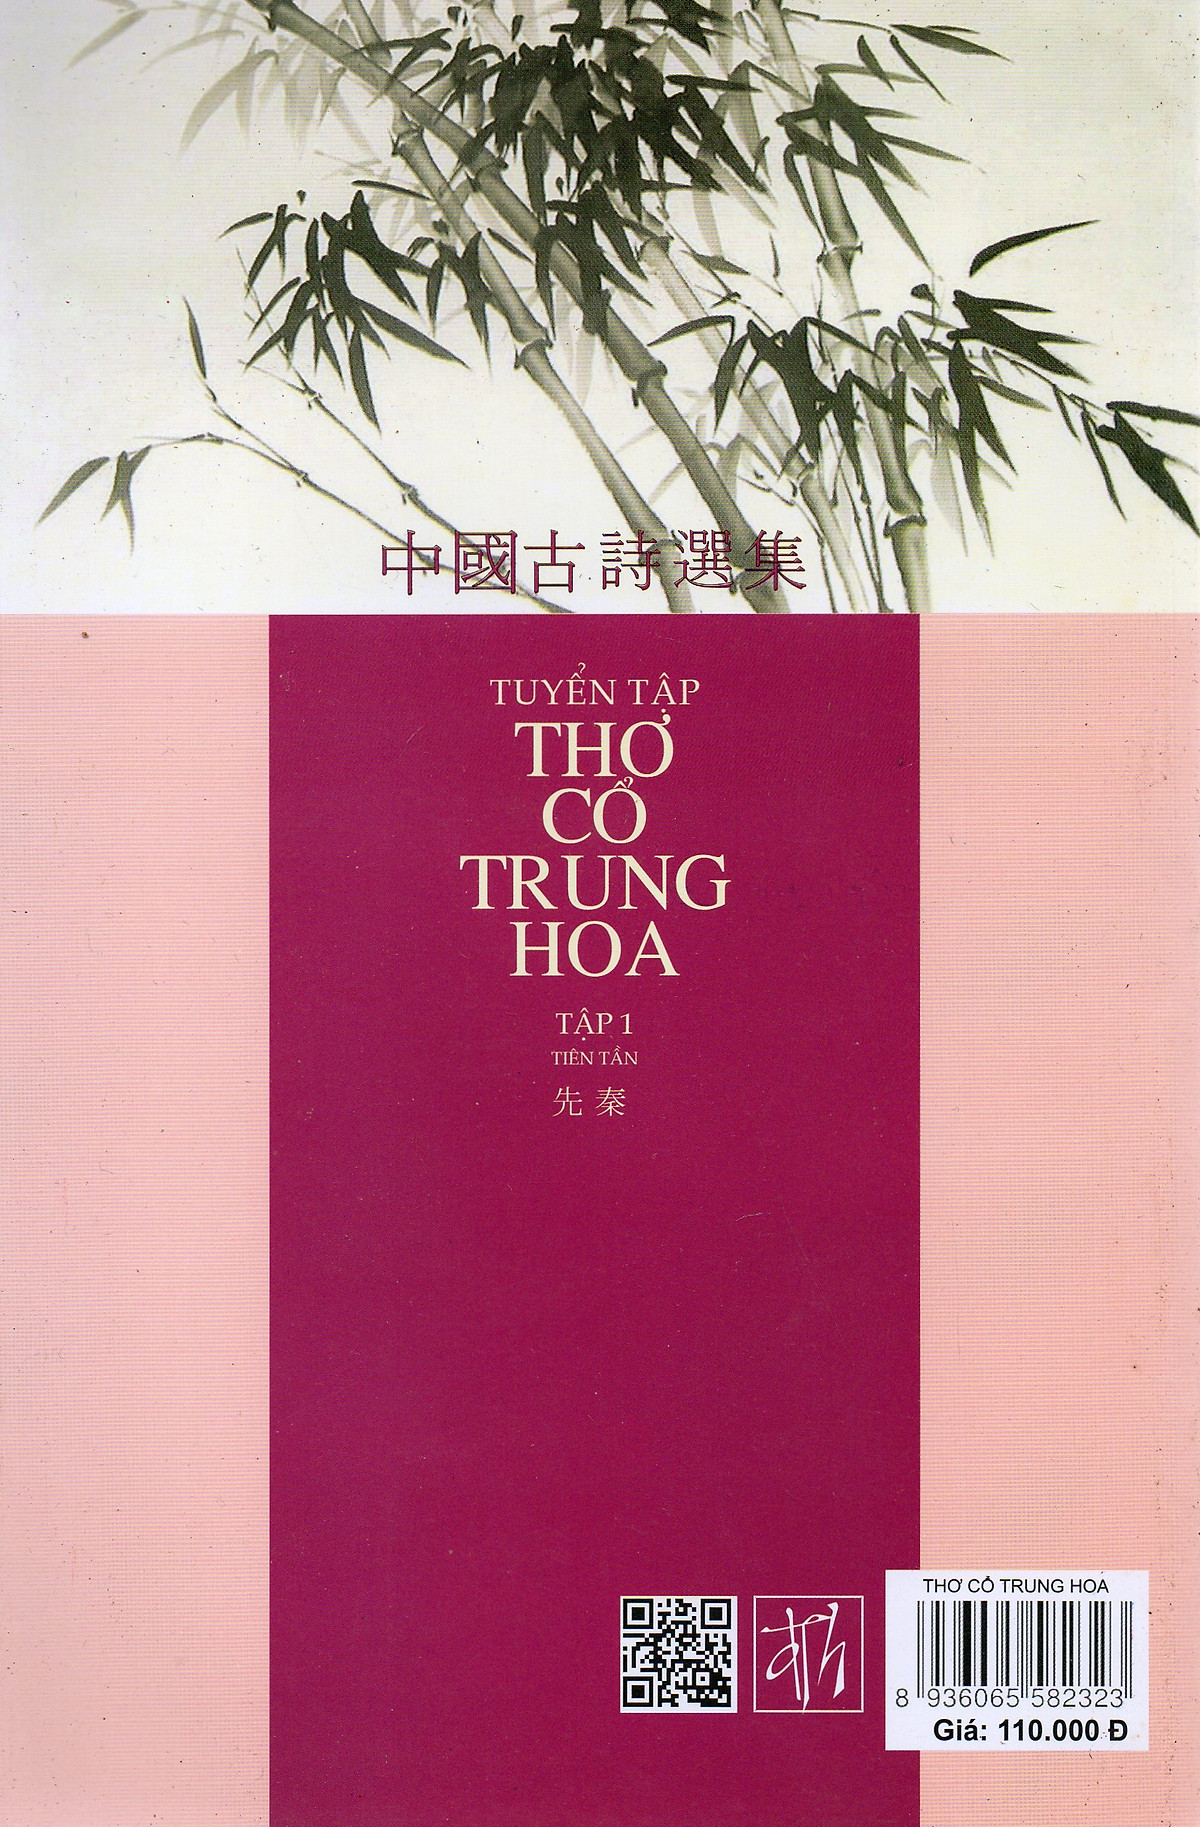 中國古詩選集
TUYỂN TẬP
THƠ
CỔ
TRUNG
HOA
TẬP 1
TIÊN TẦN
先秦
THƠ CỔ TRUNG HOA
8 936065 582323
Giá: 110.000 Đ